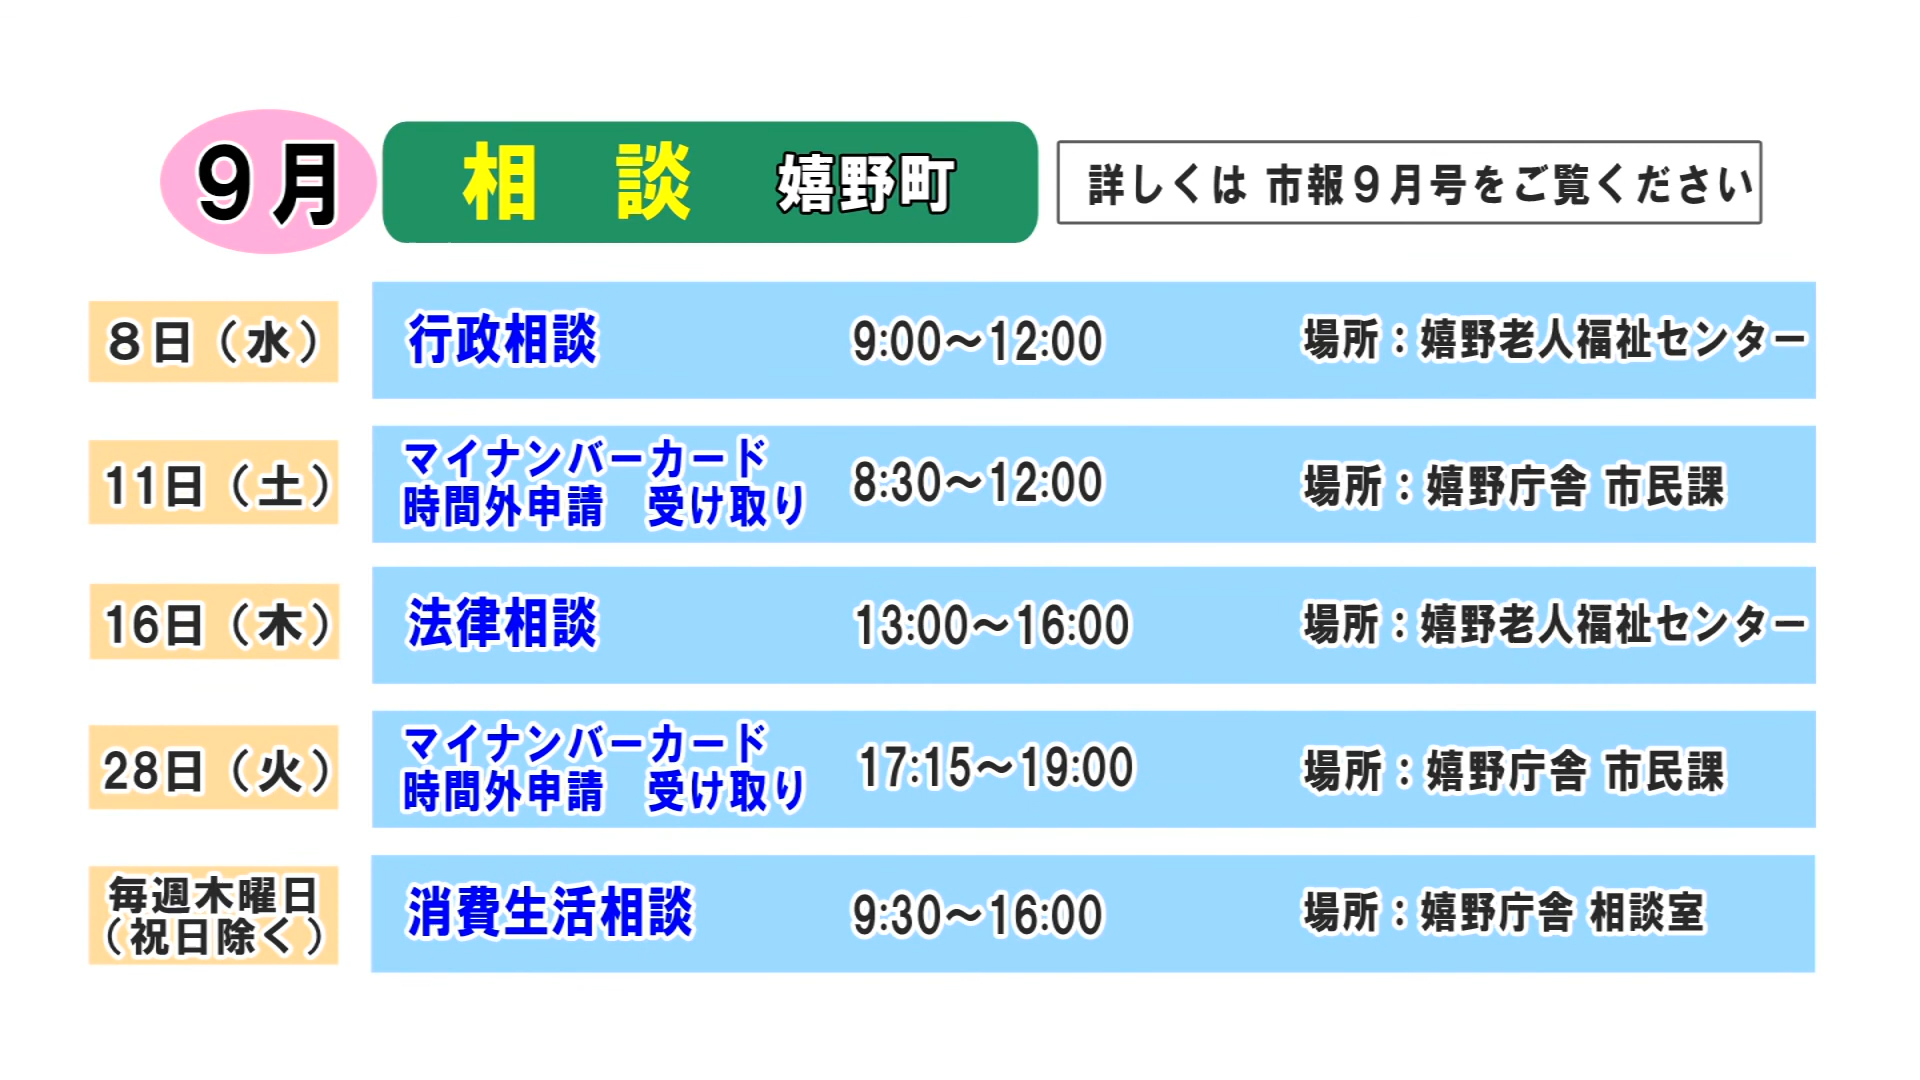 ９月
相　談　嬉野町
詳しくは 市報９月号をご覧ください
８日（水）
行政相談
9:00～12:00
場所：嬉野老人福祉センター
11日（土）
マイナンバーカード
時間外申請　受け取り
8:30～12:00
場所：嬉野庁舎 市民課
16日（木）
法律相談
13:00～16:00
場所：嬉野老人福祉センター
28日（火）
マイナンバーカード
時間外申請　受け取り
17:15～19:00
場所：嬉野庁舎 市民課
毎週木曜日
（祝日除く）
消費生活相談
9:30～16:00
場所：嬉野庁舎 相談室